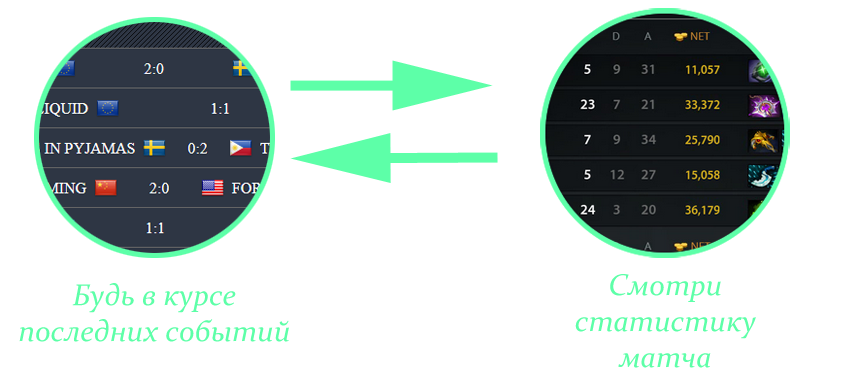 2:0
IQUID 1:1
IN PYJAMAS 0:2 T
MING 2:0 FOR
1:1
D A NET
5 9 31 11,057
23 7 21 33,372
7 9 34 25,790
5 12 27 15,058
24 3 20 36,179
A NET
Будь в курсе
последних событий
Смотри
статистику
матча